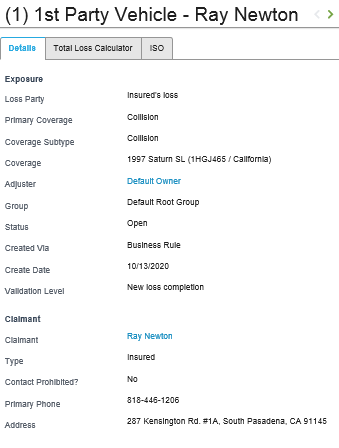 (1) 1st Party Vehicle - Ray Newton
Details Total Loss Calculator ISO
Exposure
Loss Party Insured's loss
Primary Coverage Collision
Coverage Subtype Collision
Coverage 1997 Saturn SL (1HGJ465 / California)
Adjuster Default Owner
Group Default Root Group
Status Open
Created Via Business Rule
Create Date 10/13/2020
Validation Level New loss completion
Claimant
Claimant Ray Newton
Type Insured
Contact Prohibited? No
Primary Phone 818-446-1206
Address 287 Kensington Rd. #1A, South Pasadena, CA 91145